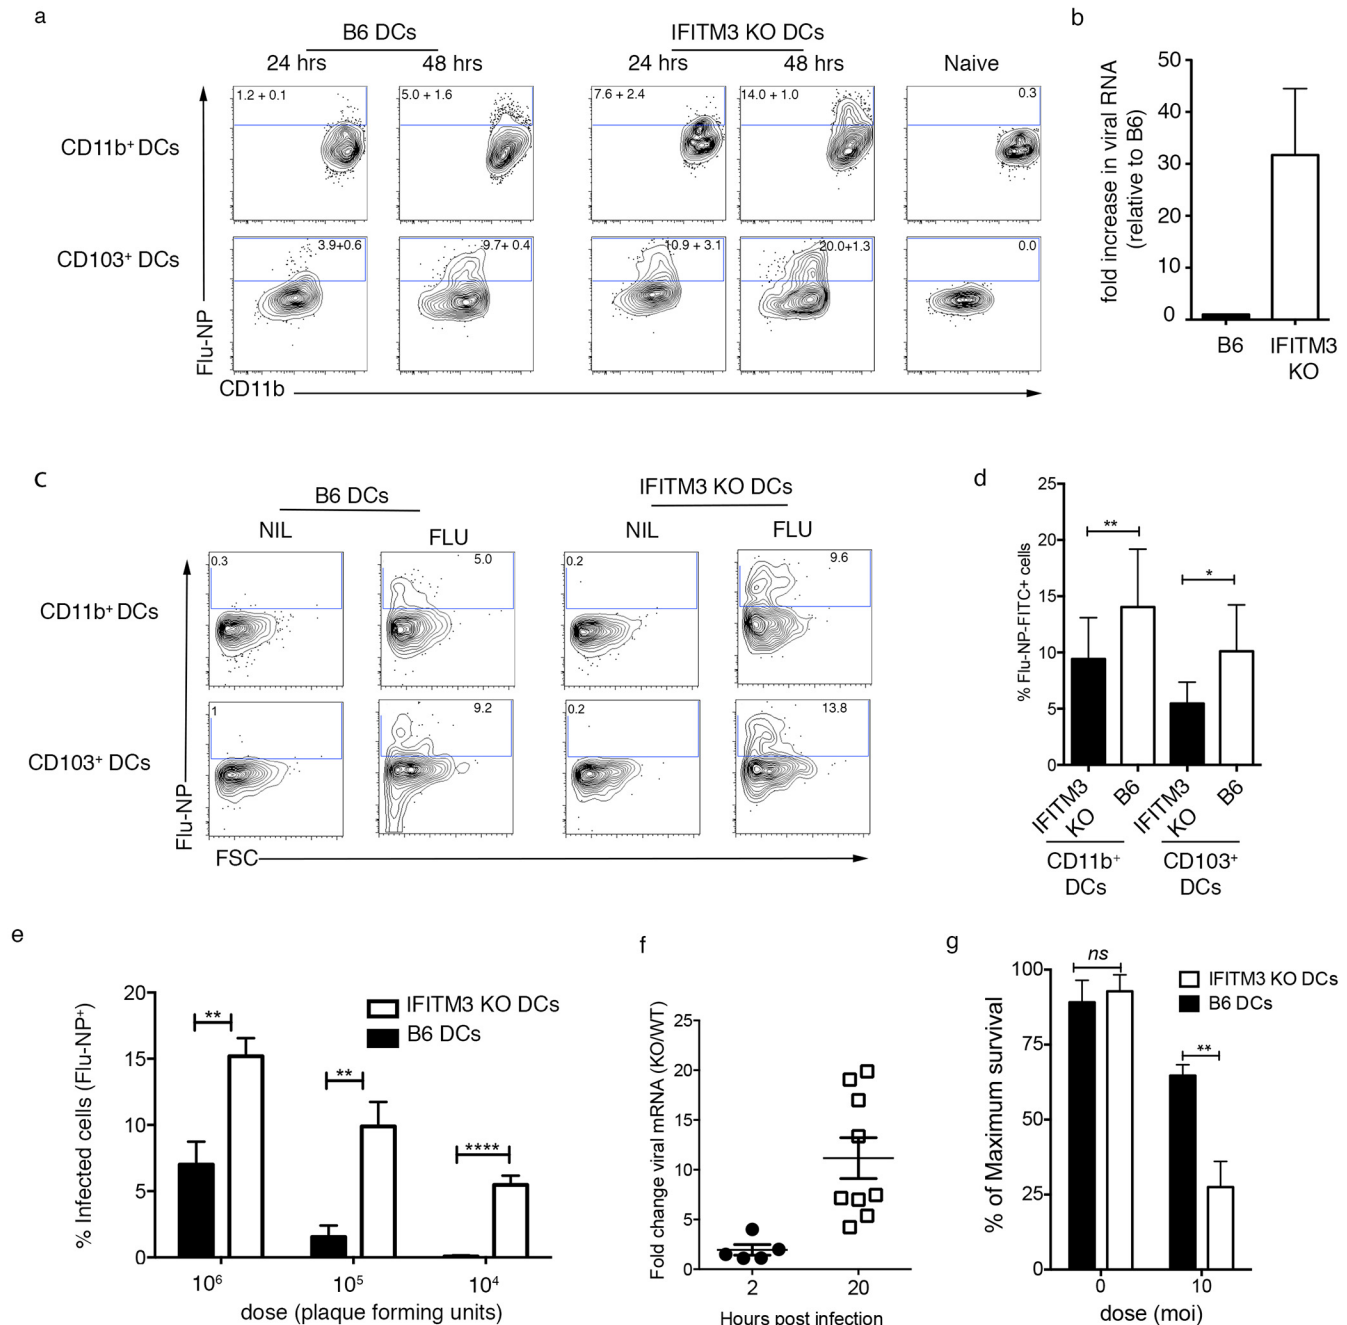 a
B6 DCs
IFITM3 KO DCs
24 hrs
48 hrs
24 hrs
48 hrs
Naive
CD11b+ DCs
1.2 + 0.1
5.0 + 1.6
7.6 + 2.4
14.0 + 1.0
0.3
CD103+ DCs
3.9+0.6
9.7+ 0.4
10.9 + 3.1
20.0+1.3
0.0
Flu-NP
CD11b
b
fold increase in viral RNA
(relative to B6)
50
40
30
20
10
0
B6
IFITM3
KO
c
B6 DCs
IFITM3 KO DCs
NIL
FLU
NIL
FLU
CD11b+ DCs
0.3
5.0
0.2
9.6
CD103+ DCs
1
9.2
0.2
13.8
Flu-NP
FSC
d
% Flu-NP-FITC+ cells
25
20
15
10
5
0
**
*
IFITM3
KO
B6
IFITM3
KO
B6
CD11b+
DCs
CD103+
DCs
e
% Infected cells (Flu-NP+)
20
15
10
5
0
**
**
****
IFITM3 KO DCs
B6 DCs
10⁶
10⁵
10⁴
dose (plaque forming units)
f
Fold change viral mRNA (KO/WT)
25
20
15
10
5
0
2
20
Hours post infection
g
% of Maximum survival
100
75
50
25
0
ns
**
IFITM3 KO DCs
B6 DCs
0
10
dose (moi)